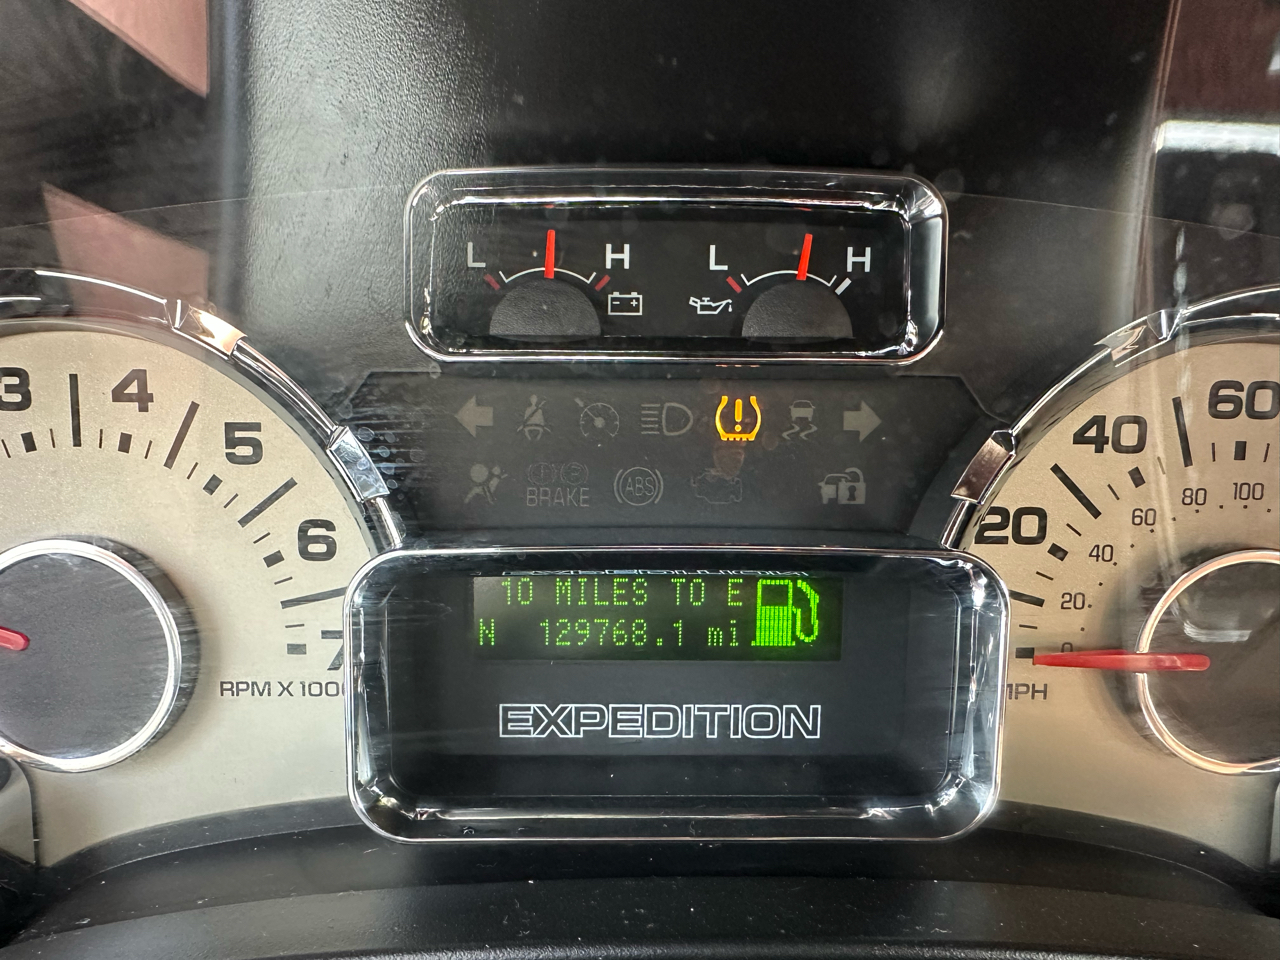 L H L H
3 4 5 6 7
RPM X 1000
BRAKE ABS
10 MILES TO E
N 129768.1 mi
EXPEDITION
20 40 60
0 20 40 60 80 100
MPH